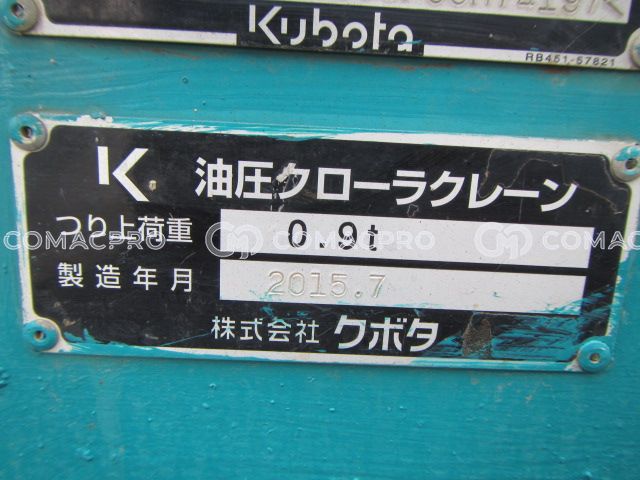 Kubota
RB451-57821
K 油圧クローラクレーン
つり上荷重 0.9t
製造年月 2015.7
株式会社 クボタ
COMACPRO COMACPRO COMACPRO